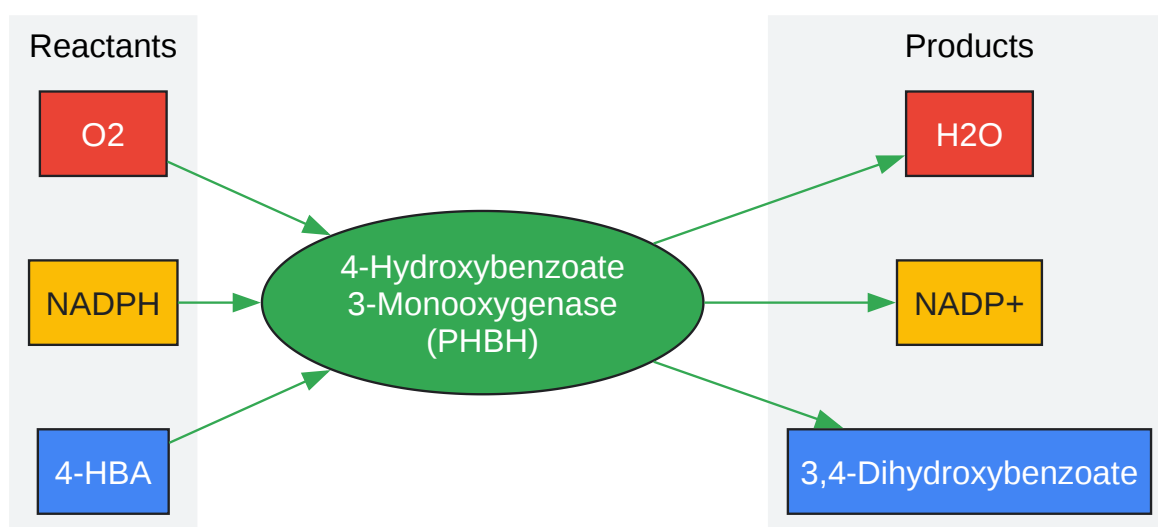 Reactants
Products
O2
H2O
4-Hydroxybenzoate
3-Monooxygenase
(PHBH)
NADPH
NADP+
4-HBA
3,4-Dihydroxybenzoate